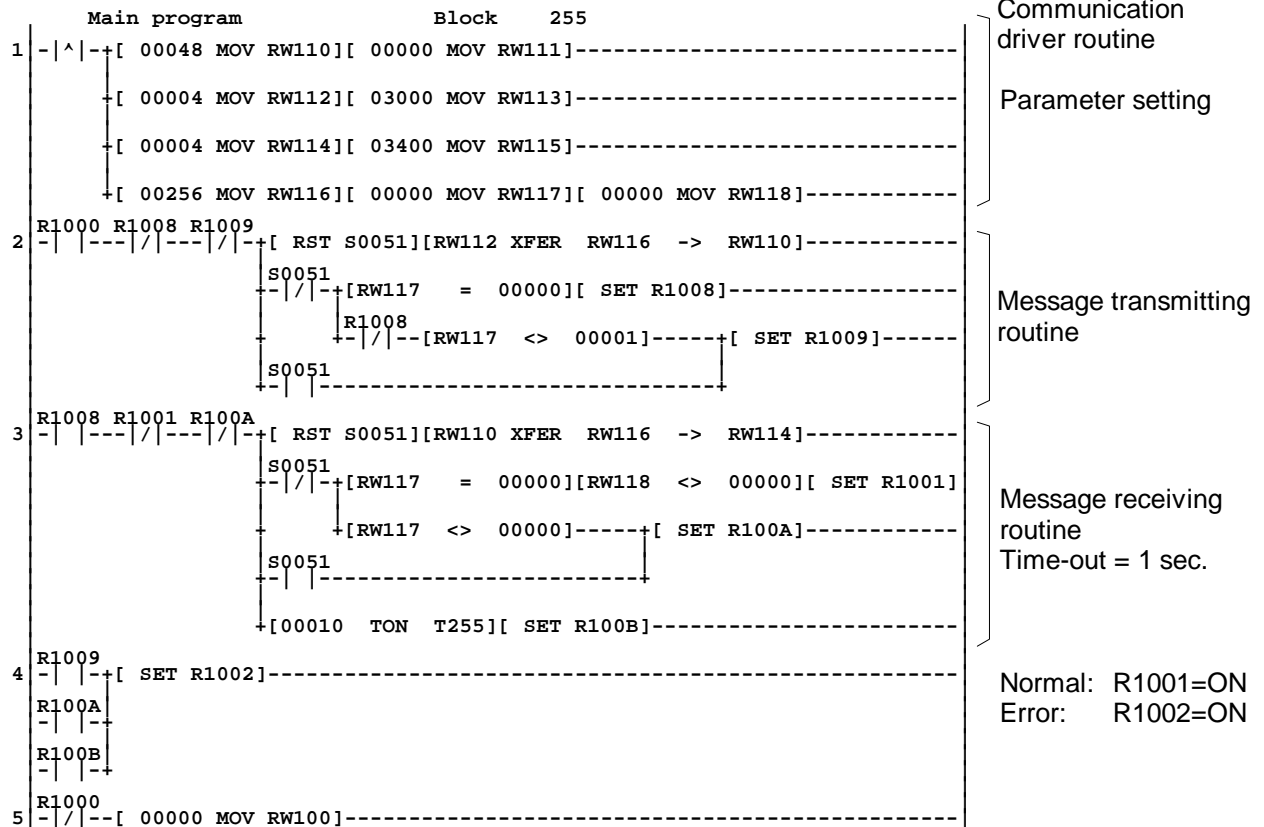 Main program Block 255
Communication
driver routine
1 -|^|-+[ 00048 MOV RW110][ 00000 MOV RW111]
+[ 00004 MOV RW112][ 03000 MOV RW113]
Parameter setting
+[ 00004 MOV RW114][ 03400 MOV RW115]
+[ 00256 MOV RW116][ 00000 MOV RW117][ 00000 MOV RW118]
R1000 R1008 R1009
2 -| |---|/|---|/|-+[ RST S0051][RW112 XFER RW116 -> RW110]
S0051
+-|/|-+[RW117 = 00000][ SET R1008]
Message transmitting
routine
R1008
+-|/|--[RW117 <> 00001]-----+[ SET R1009]
S0051
R1008 R1001 R100A
3 -| |---|/|---|/|-+[ RST S0051][RW110 XFER RW116 -> RW114]
S0051
+-|/|-+[RW117 = 00000][RW118 <> 00000][ SET R1001]
Message receiving
routine
Time-out = 1 sec.
+[RW117 <> 00000]-----+[ SET R100A]
S0051
+[00010 TON T255][ SET R100B]
R1009
4 -| |-+[ SET R1002]
R100A
R100B
Normal: R1001=ON
Error: R1002=ON
R1000
5 -|/|--[ 00000 MOV RW100]